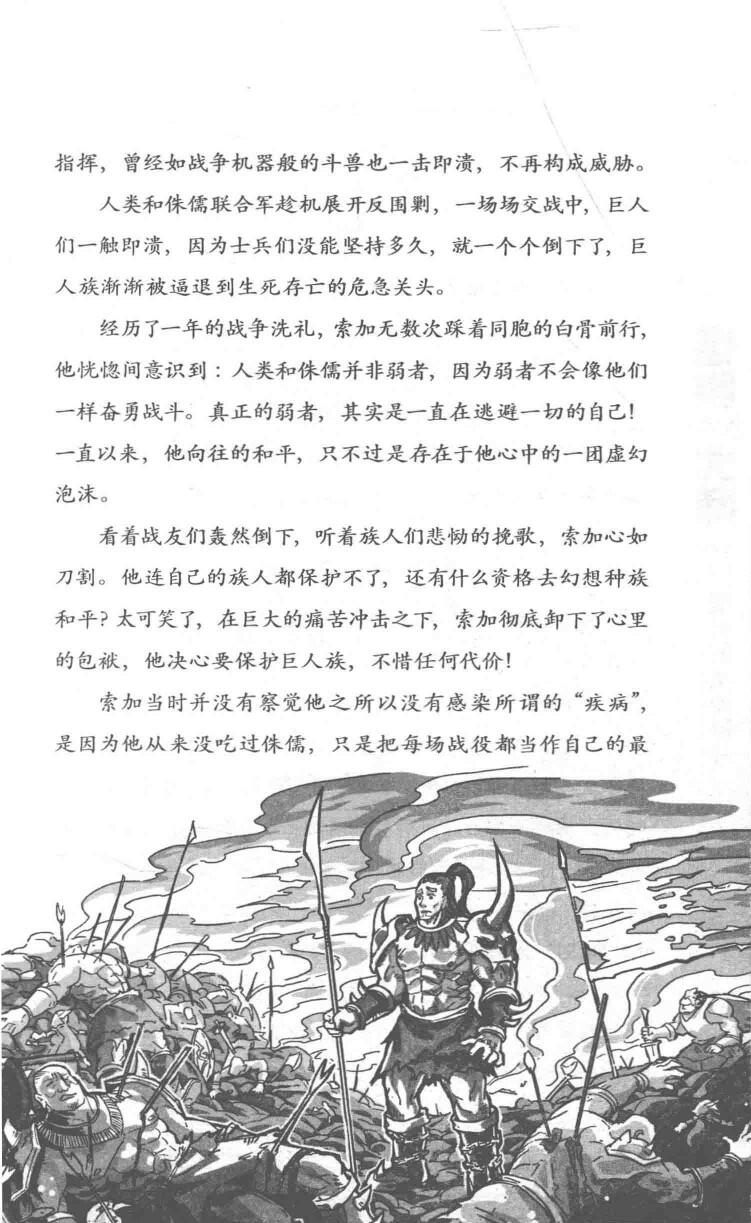 指挥，曾经如战争机器般的斗兽也一击即溃，不再构成威胁。
人类和侏儒联合军趁机展开反围剿，一场场交战中，巨人
们一触即溃，因为士兵们没能坚持多久，就一个个倒下了，巨
人族渐渐被逼退到生死存亡的危急关头。
经历了一年的战争洗礼，索加无数次踩着同胞的白骨前行，
他恍惚间意识到：人类和侏儒并非弱者，因为弱者不会像他们
一样奋勇战斗。真正的弱者，其实是一直在逃避一切的自己！
一直以来，他向往的和平，只不过是存在于他心中的一团虚幻
泡沫。
看着战友们轰然倒下，听着族人们悲恸的挽歌，索加心如
刀割。他连自己的族人都保护不了，还有什么资格去幻想种族
和平？太可笑了，在巨大的痛苦冲击之下，索加彻底卸下了心里
的包袱，他决心要保护巨人族，不惜任何代价！
索加当时并没有察觉他之所以没有感染所谓的“疾病”，
是因为他从来没吃过侏儒，只是把每场战役都当作自己的最